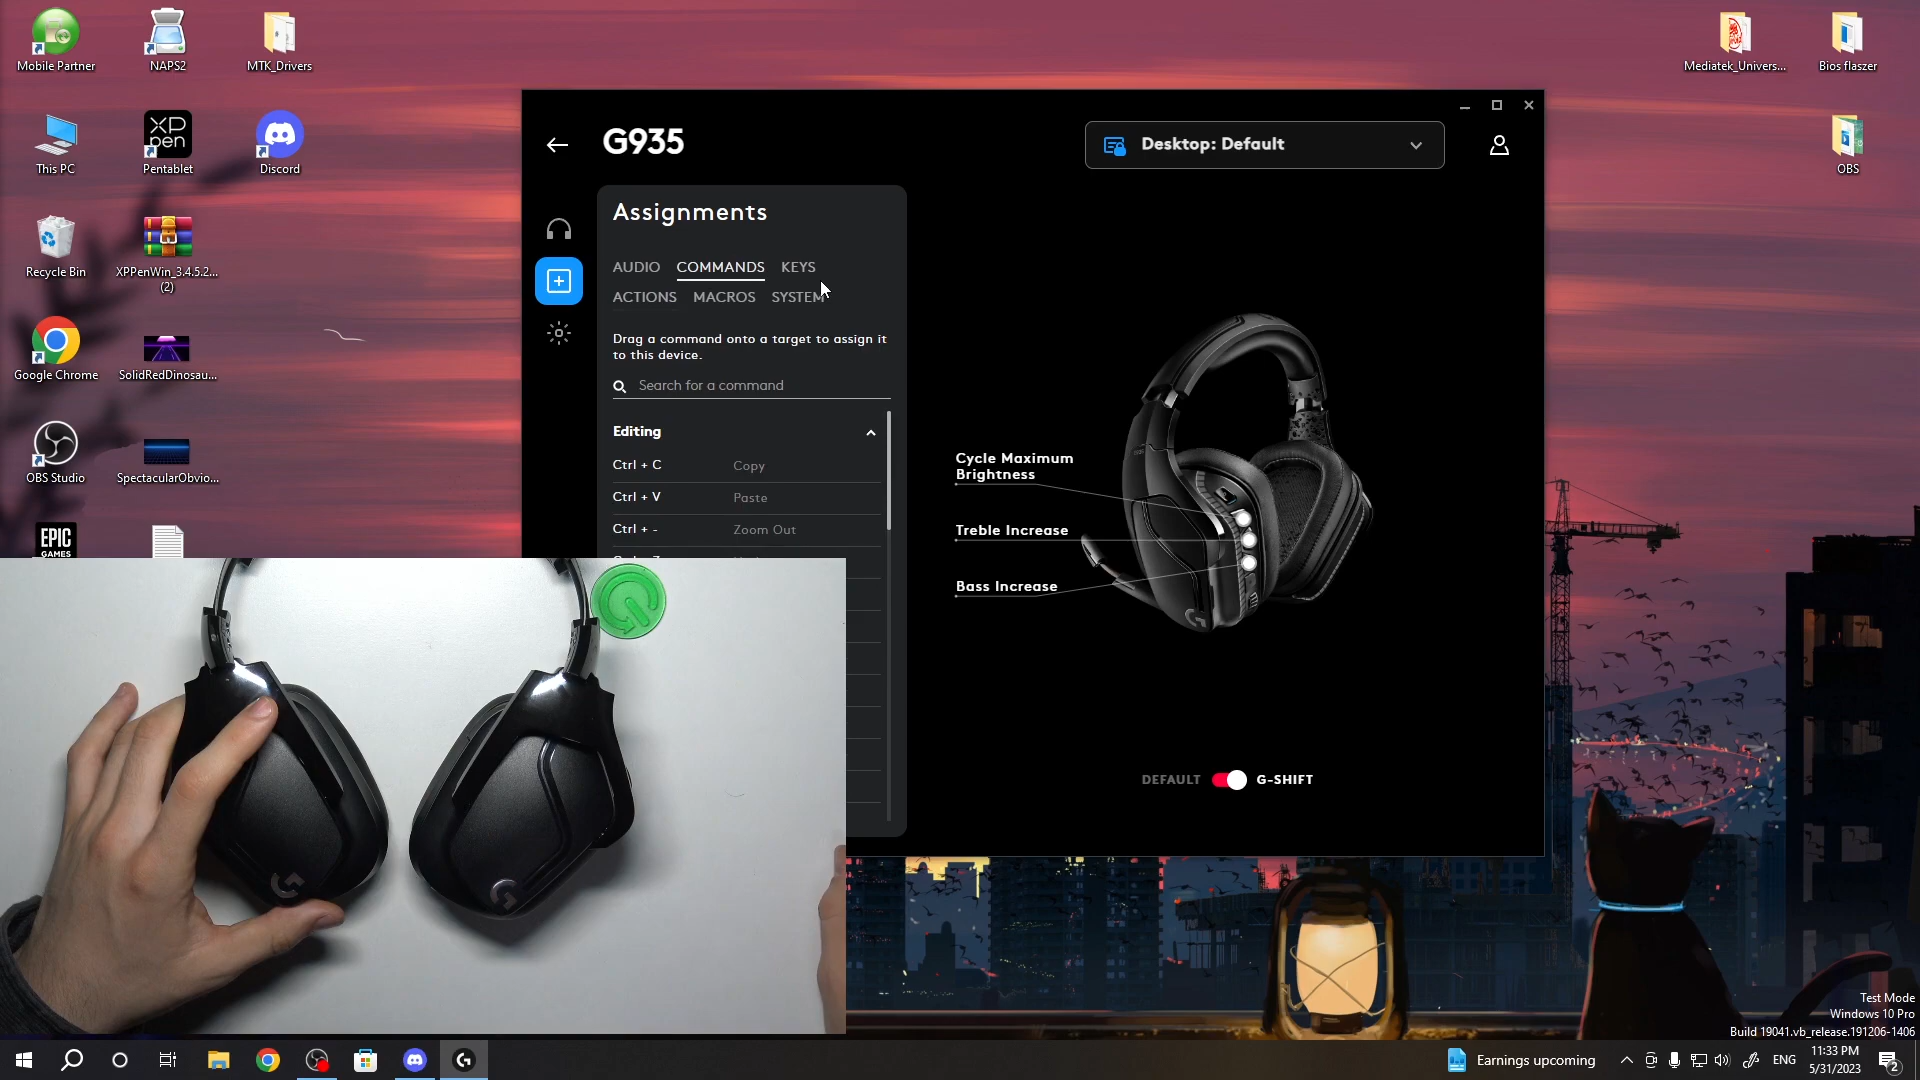 Mobile Partner
NAPS2
MTK_Drivers
Mediatek_Univers...
Bios flaszer
This PC
XP
pen
Pentablet
Discord
OBS
Recycle Bin
XPPenWin_3.4.5.2...
(2)
Google Chrome
SolidRedDinosau...
OBS Studio
SpectacularObvio...
EPIC
GAMES
G935
Desktop: Default
Assignments
AUDIO COMMANDS KEYS
ACTIONS MACROS SYSTEM
Drag a command onto a target to assign it
to this device.
Search for a command
Editing
Ctrl + C Copy
Ctrl + V Paste
Ctrl + - Zoom Out
Cycle Maximum
Brightness
Treble Increase
Bass Increase
DEFAULT G-SHIFT
Test Mode
Windows 10 Pro
Build 19041.vb_release.191206-1406
Earnings upcoming
ENG
11:33 PM
5/31/2023
2